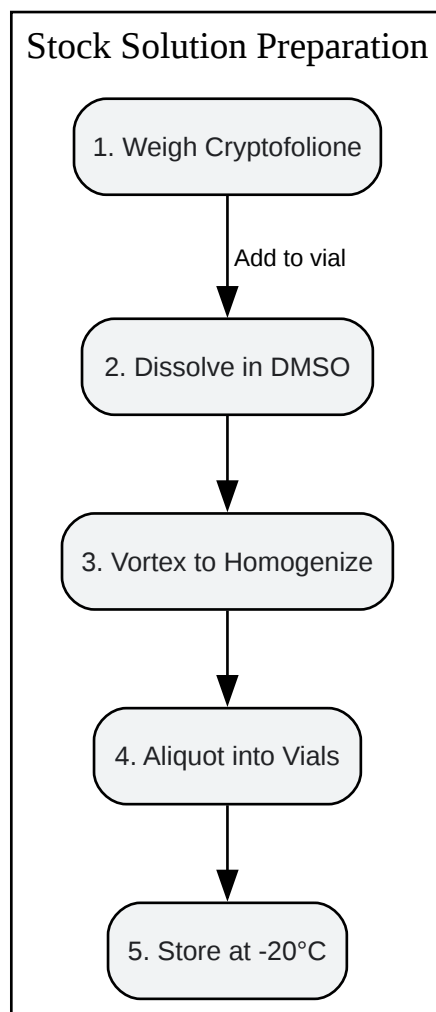 Stock Solution Preparation
1. Weigh Cryptofolione
Add to vial
2. Dissolve in DMSO
3. Vortex to Homogenize
4. Aliquot into Vials
5. Store at -20°C